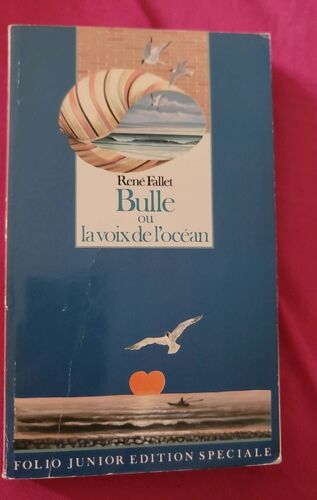 René Fallet
Bulle
ou
la voix de l'océan
FOLIO JUNIOR EDITION SPECIALE